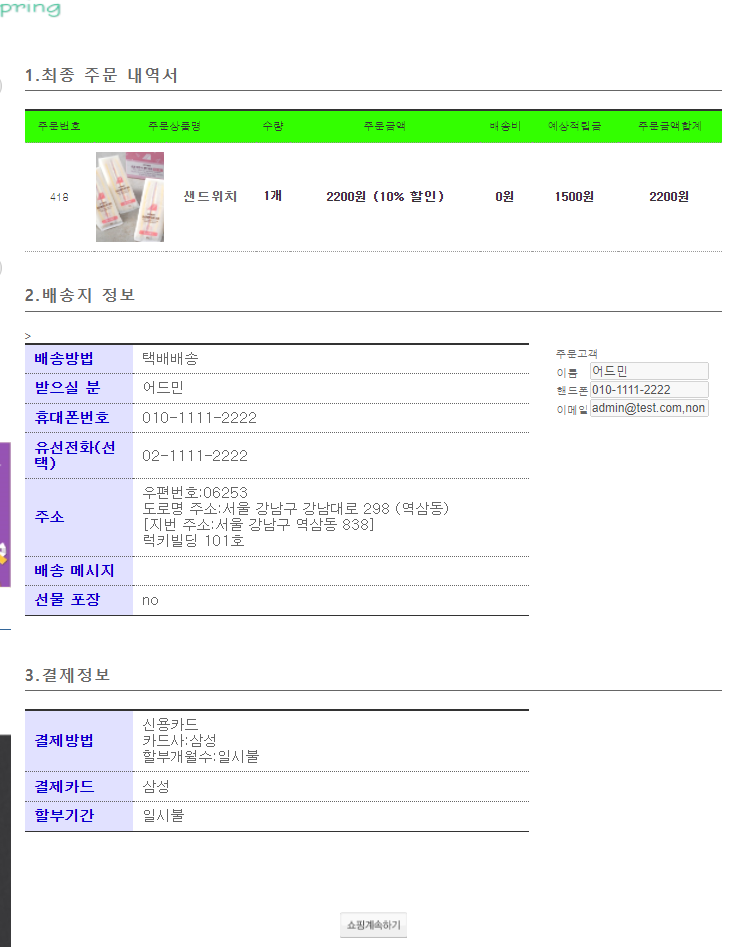 pring
1.최종 주문 내역서
주문번호 주문상품명 수량 주문금액 배송비 예상적립금 주문금액합계
418 샌드위치 1개 2200원 (10% 할인) 0원 1500원 2200원
2.배송지 정보
>
배송방법 택배배송
받으실 분 어드민
휴대폰번호 010-1111-2222
유선전화(선
택) 02-1111-2222
주소 우편번호:06253
도로명 주소:서울 강남구 강남대로 298 (역삼동)
[지번 주소:서울 강남구 역삼동 838]
럭키빌딩 101호
배송 메시지
선물 포장 no
주문고객
이름 어드민
핸드폰 010-1111-2222
이메일 admin@test.com,non
3.결제정보
결제방법 신용카드
카드사:삼성
할부개월수:일시불
결제카드 삼성
할부기간 일시불
쇼핑계속하기